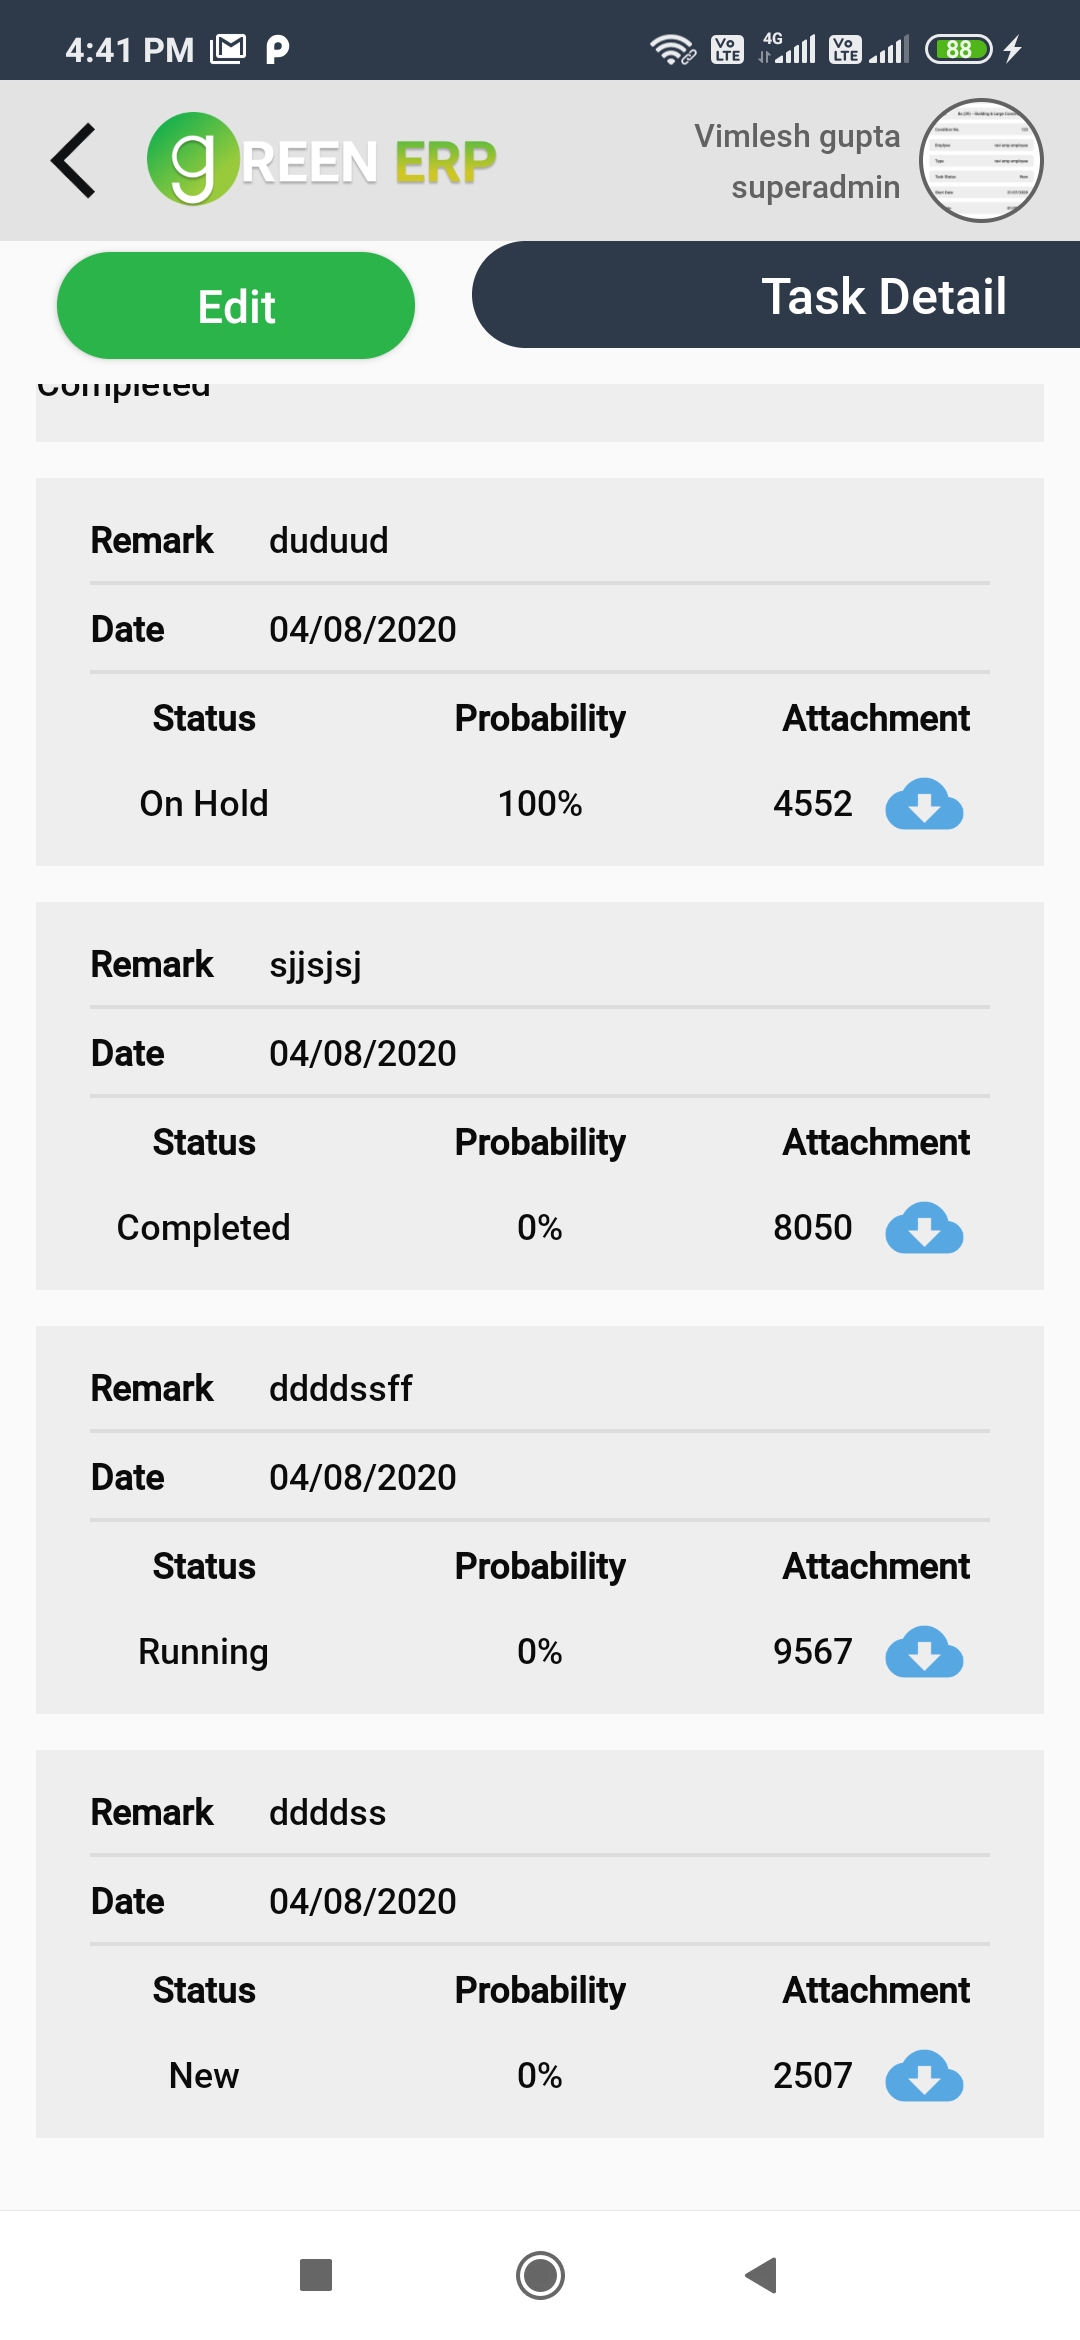 4:41 PM
4G
Vo LTE
Vo LTE
88
gREEN ERP
Vimlesh gupta
superadmin
Edit
Task Detail
Completed
Remark duduud
Date 04/08/2020
Status Probability Attachment
On Hold 100% 4552
Remark sjjsjsj
Date 04/08/2020
Status Probability Attachment
Completed 0% 8050
Remark ddddssff
Date 04/08/2020
Status Probability Attachment
Running 0% 9567
Remark ddddss
Date 04/08/2020
Status Probability Attachment
New 0% 2507